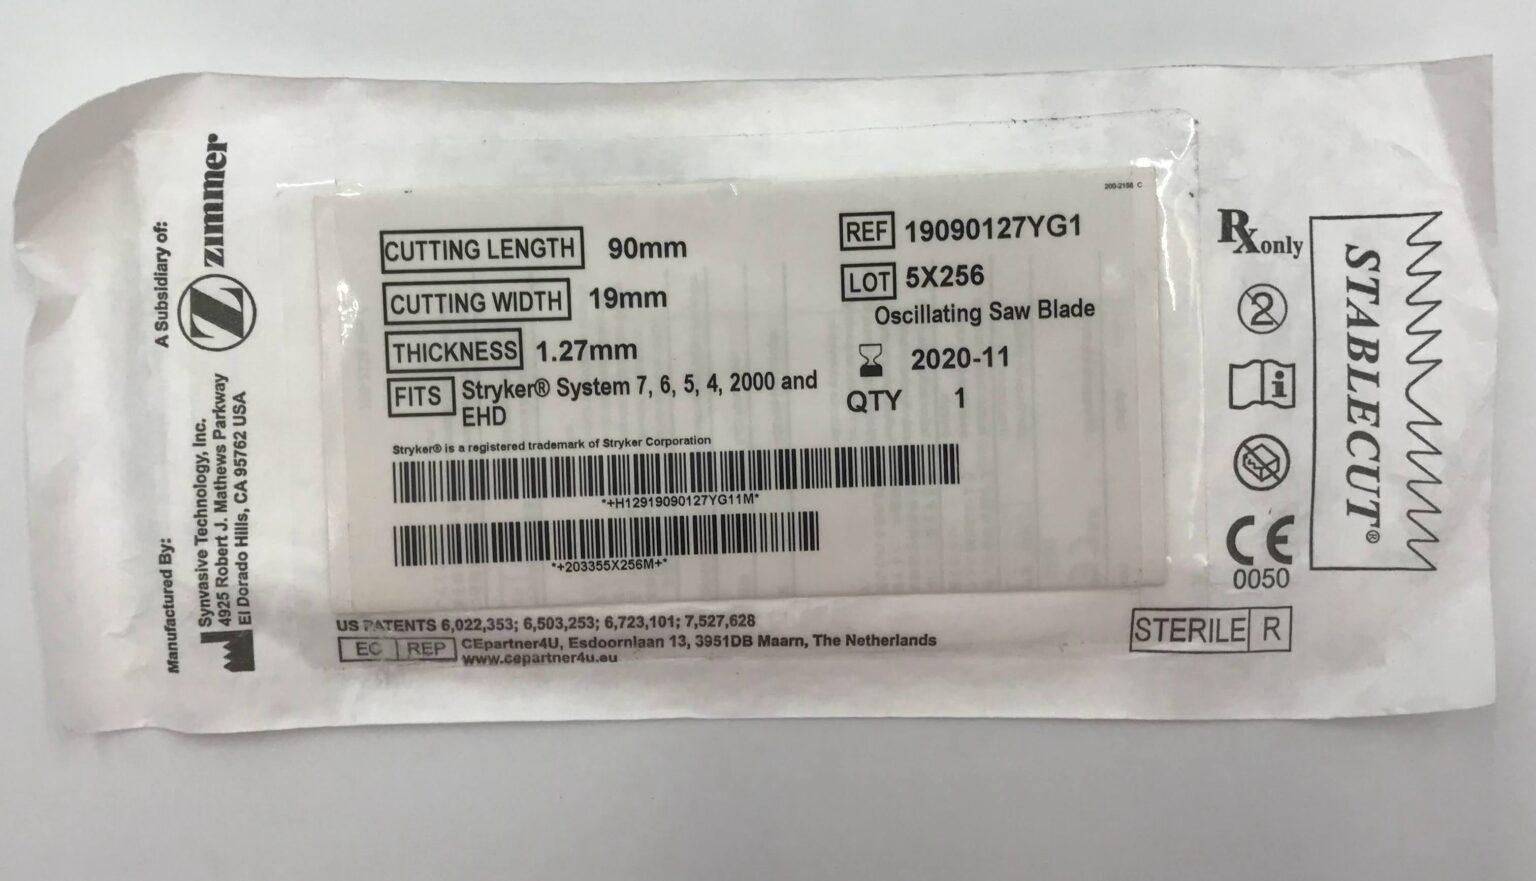 A Subsidiary of:
zimmer
Manufactured By:
Synvasive Technology, Inc.
4925 Robert J. Mathews Parkway
El Dorado Hills, CA 95762 USA
200-2156 C
CUTTING LENGTH 90mm
CUTTING WIDTH 19mm
THICKNESS 1.27mm
FITS Stryker® System 7, 6, 5, 4, 2000 and
EHD
Stryker® is a registered trademark of Stryker Corporation
*+H12919090127YG11M*
*+203355X256M+*
REF 19090127YG1
LOT 5X256
Oscillating Saw Blade
2020-11
QTY 1
US PATENTS 6,022,353; 6,503,253; 6,723,101; 7,527,628
EC REP CEpartner4U, Esdoornlaan 13, 3951DB Maarn, The Netherlands
www.cepartner4u.eu
Rx only
2
i
CE
0050
STERILE R
STABLECUT®